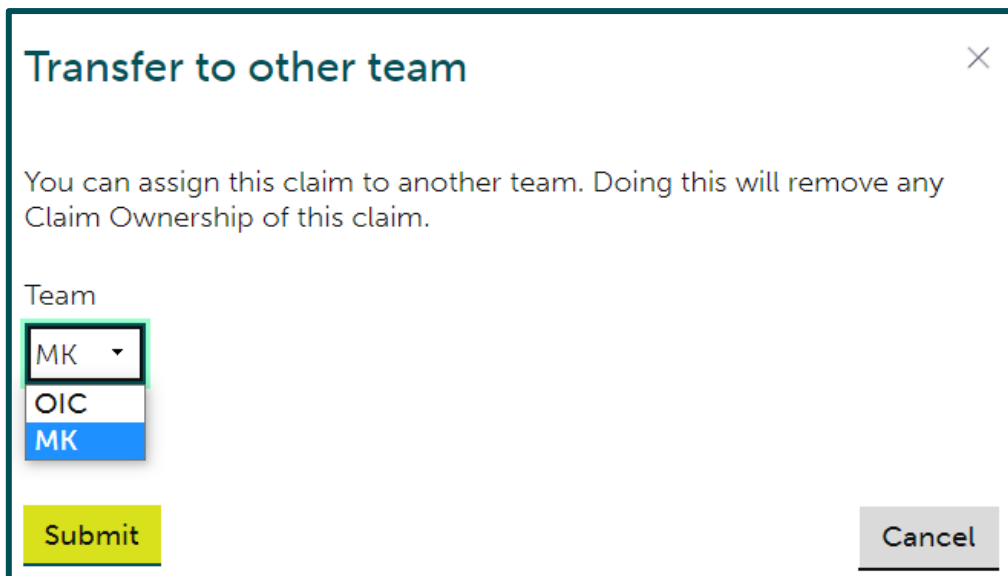 Transfer to other team
You can assign this claim to another team. Doing this will remove any
Claim Ownership of this claim.
Team
MK
OIC
MK
Submit
Cancel